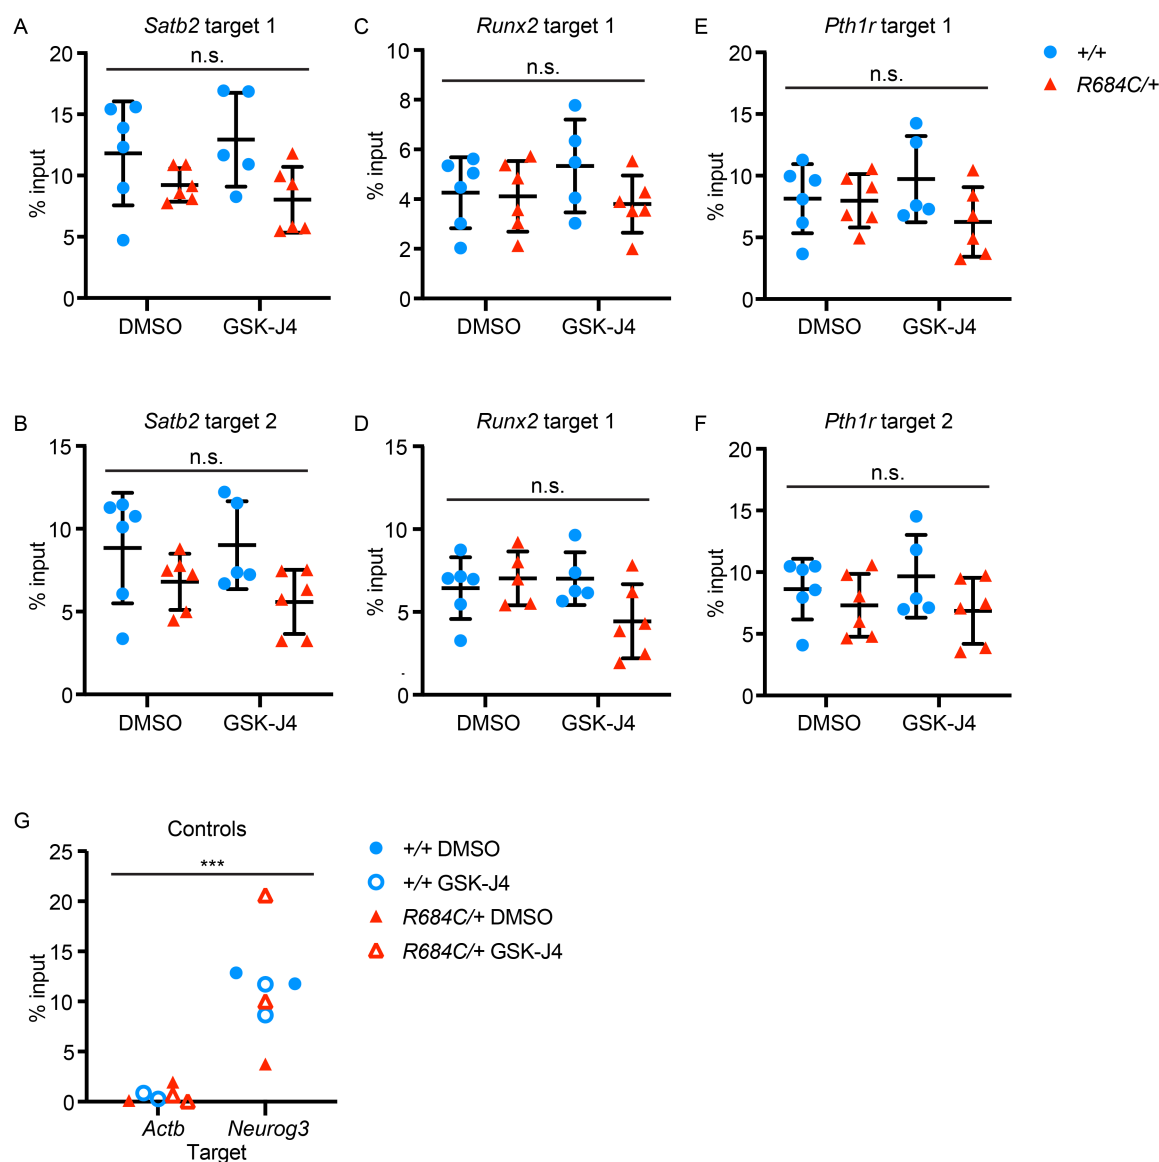 A
Satb2 target 1
n.s.
% input
20
15
10
5
0
DMSO
GSK-J4
C
Runx2 target 1
n.s.
% input
10
8
6
4
2
0
DMSO
GSK-J4
E
Pth1r target 1
n.s.
% input
20
15
10
5
0
DMSO
GSK-J4
+/+
R684C/+
B
Satb2 target 2
n.s.
% input
15
10
5
0
DMSO
GSK-J4
D
Runx2 target 1
n.s.
% input
15
10
5
0
DMSO
GSK-J4
F
Pth1r target 2
n.s.
% input
20
15
10
5
0
DMSO
GSK-J4
G
Controls
***
% input
25
20
15
10
5
0
Actb
Neurog3
Target
+/+ DMSO
+/+ GSK-J4
R684C/+ DMSO
R684C/+ GSK-J4